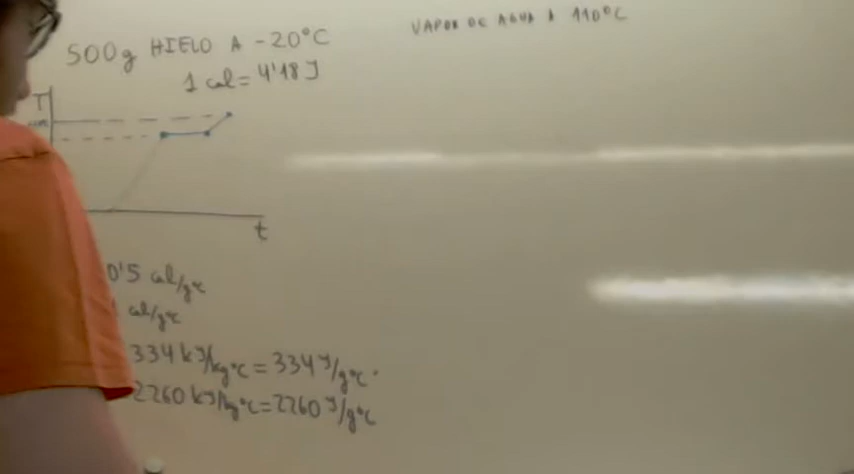 500g HIELO A -20°C
VAPOR DE AGUA A 110°C
1 cal = 4'18 J
T
t
0'5 cal/g°C
cal/g°C
334 kJ/kg°C = 334 J/g°C
2260 kJ/kg°C = 2260 J/g°C